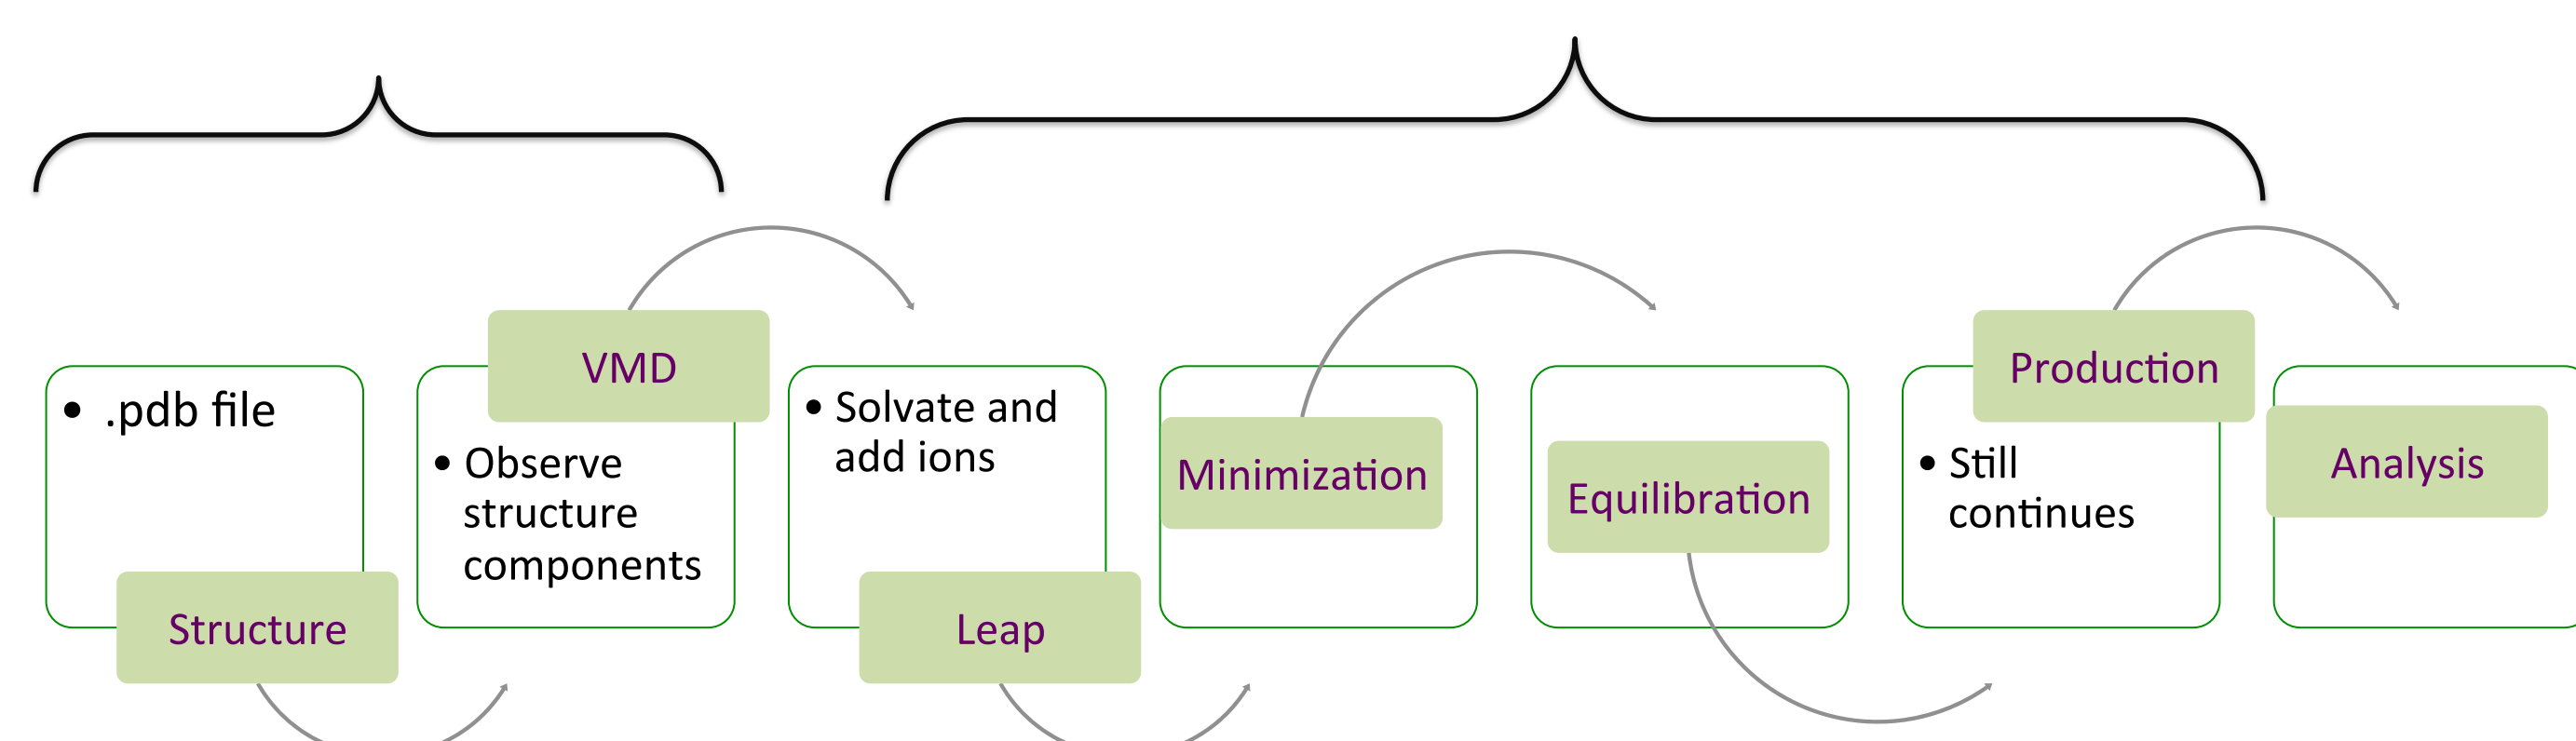 • .pdb file
Structure
VMD
• Observe
structure
components
• Solvate and
add ions
Leap
Minimization
Equilibration
Production
• Still
continues
Analysis